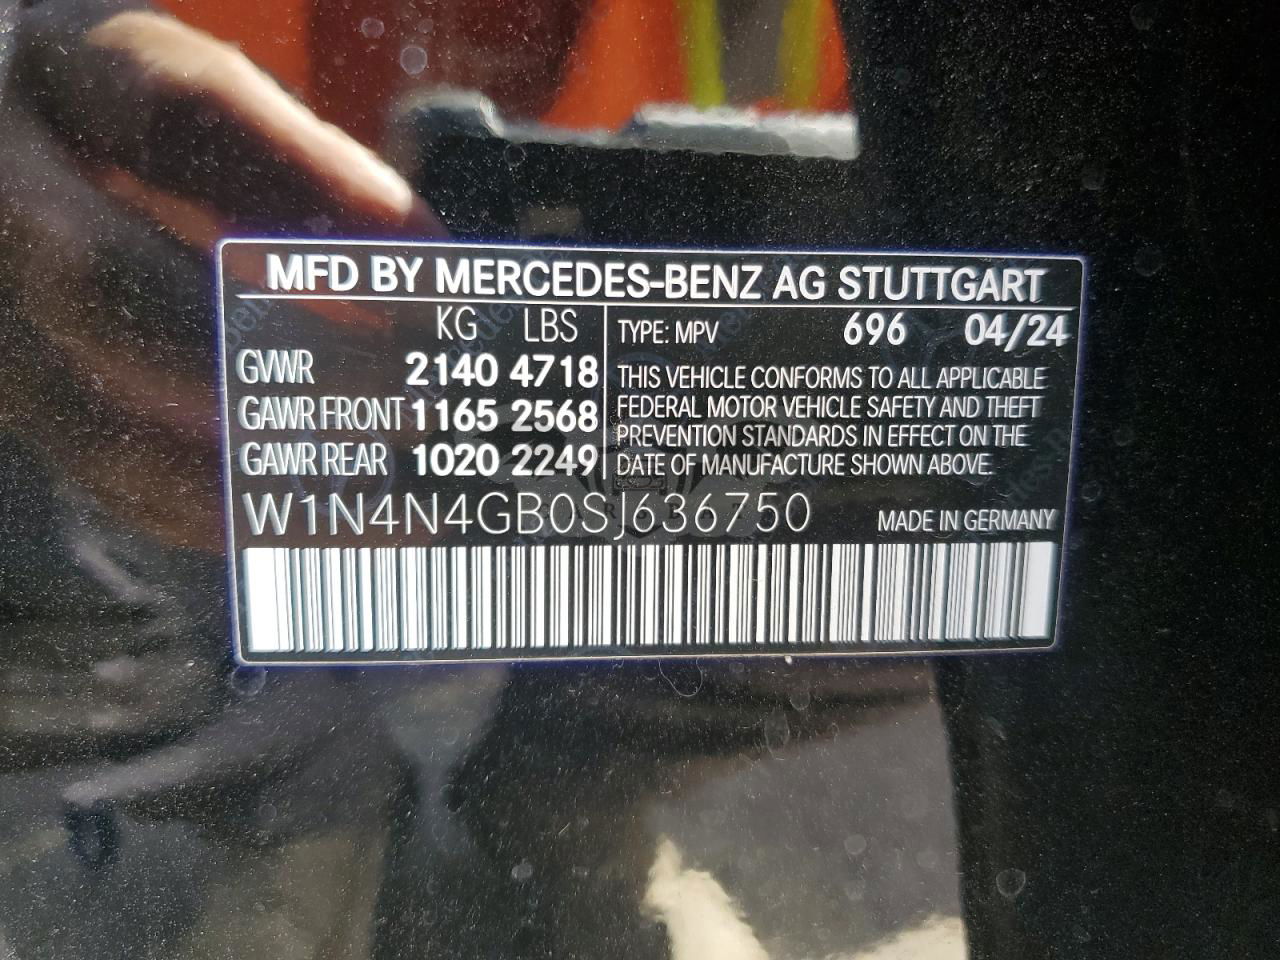 MFD BY MERCEDES-BENZ AG STUTTGART
KG LBS
GVWR 2140 4718
GAWR FRONT 1165 2568
GAWR REAR 1020 2249
TYPE: MPV 696 04/24
THIS VEHICLE CONFORMS TO ALL APPLICABLE
FEDERAL MOTOR VEHICLE SAFETY AND THEFT
PREVENTION STANDARDS IN EFFECT ON THE
DATE OF MANUFACTURE SHOWN ABOVE.
W1N4N4GB0SJ636750 MADE IN GERMANY